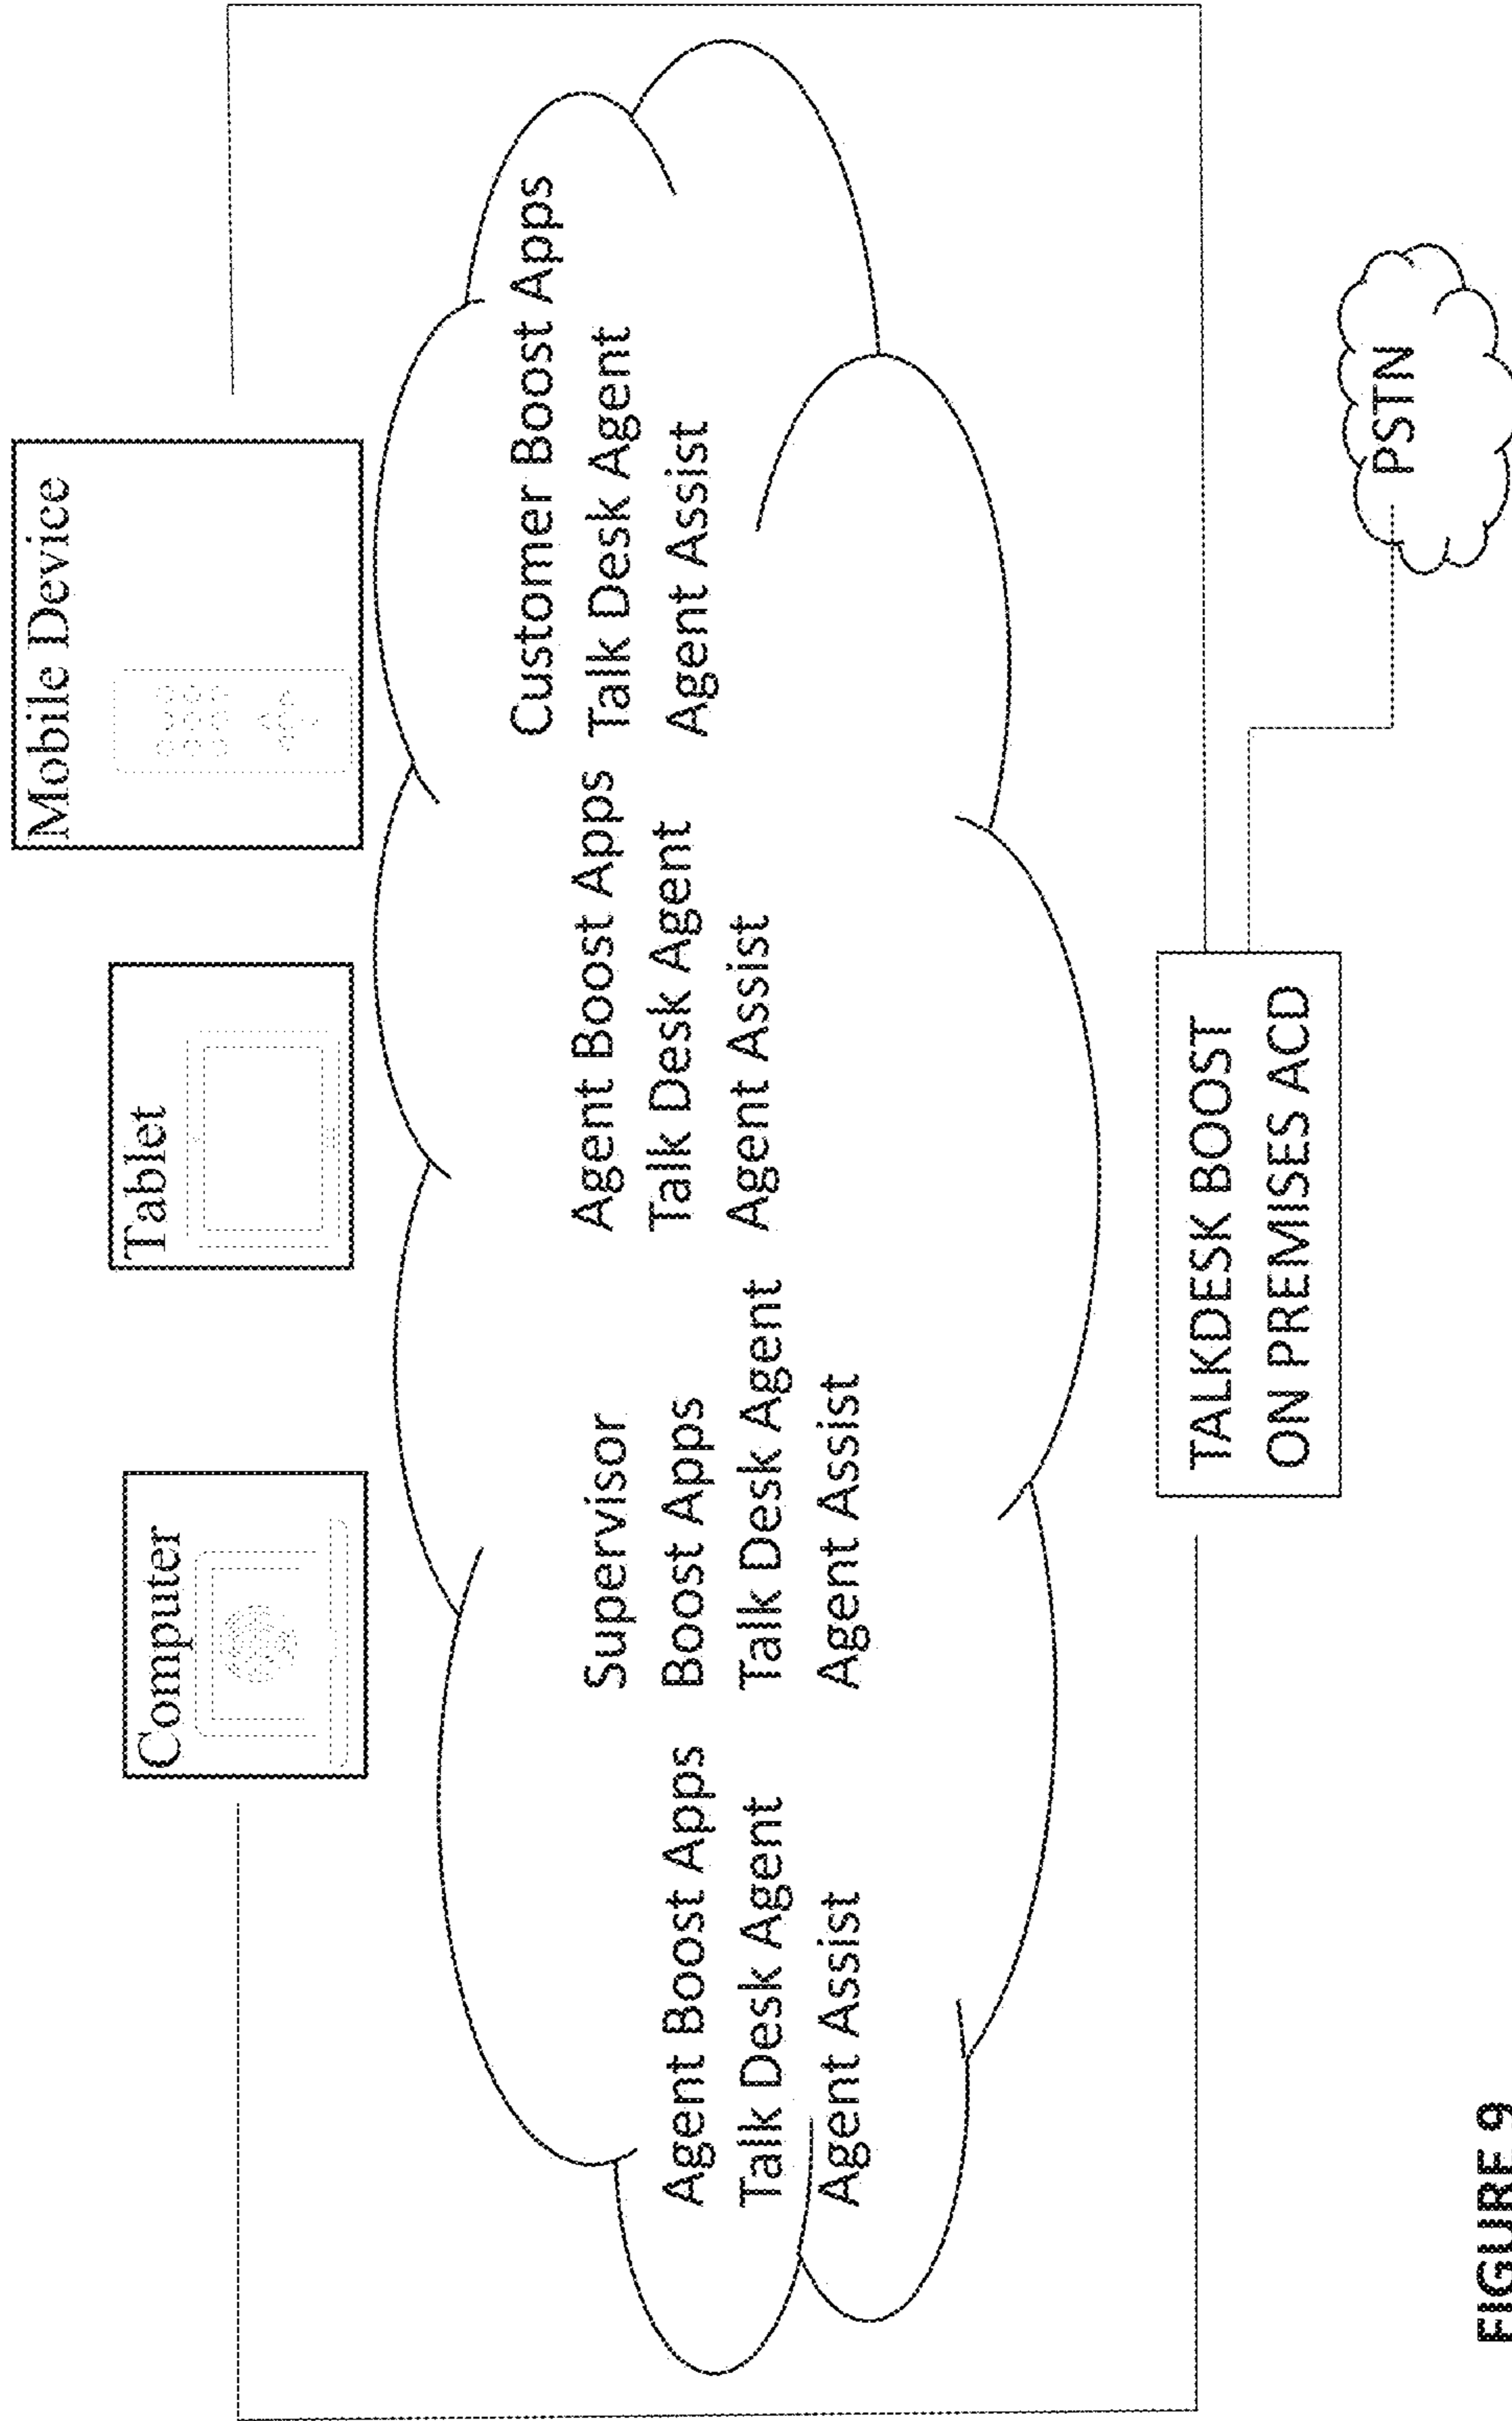 Computer
Tablet
Mobile Device
Agent Boost Apps
Talk Desk Agent
Agent Assist
Supervisor
Boost Apps
Talk Desk Agent
Agent Assist
Agent Boost Apps
Talk Desk Agent
Agent Assist
Customer Boost Apps
Talk Desk Agent
Agent Assist
TALKDESK BOOST
ON PREMISES ACD
PSTN
FIGURE 9